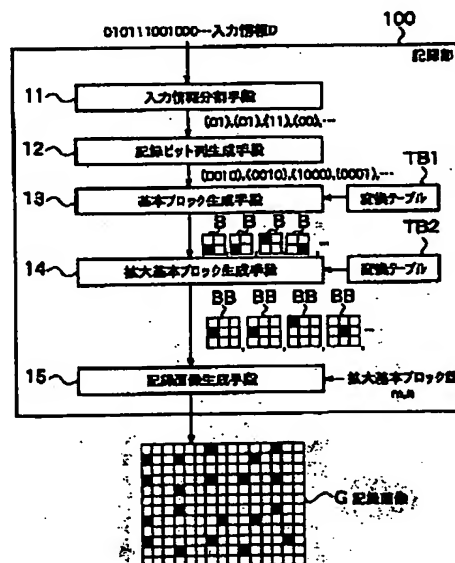 100
010111001000…入力情報D
記録部
11
入力情報分割手段
(01),(01),(11),(00),…
12
記録ビット列生成手段
(0010),(0010),(1000),(0001),…
TB1
13
基本ブロック生成手段
変換テーブル
B B B B
TB2
14
拡大基本ブロック生成手段
変換テーブル
BB BB BB BB
15
記録画像生成手段
拡大基本ブロック数
m,n
G 記録画像